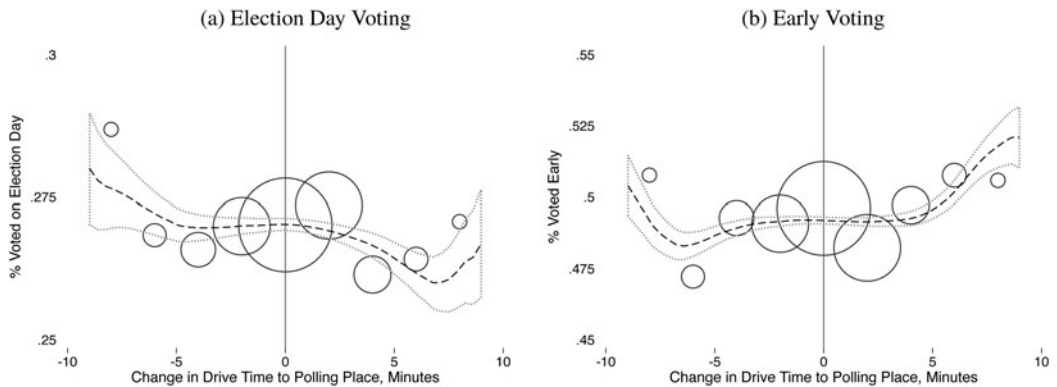 (a) Election Day Voting
.3
.275
.25
% Voted on Election Day
-10 -5 0 5 10
Change in Drive Time to Polling Place, Minutes
(b) Early Voting
.55
.525
.5
.475
.45
% Voted Early
-10 -5 0 5 10
Change in Drive Time to Polling Place, Minutes